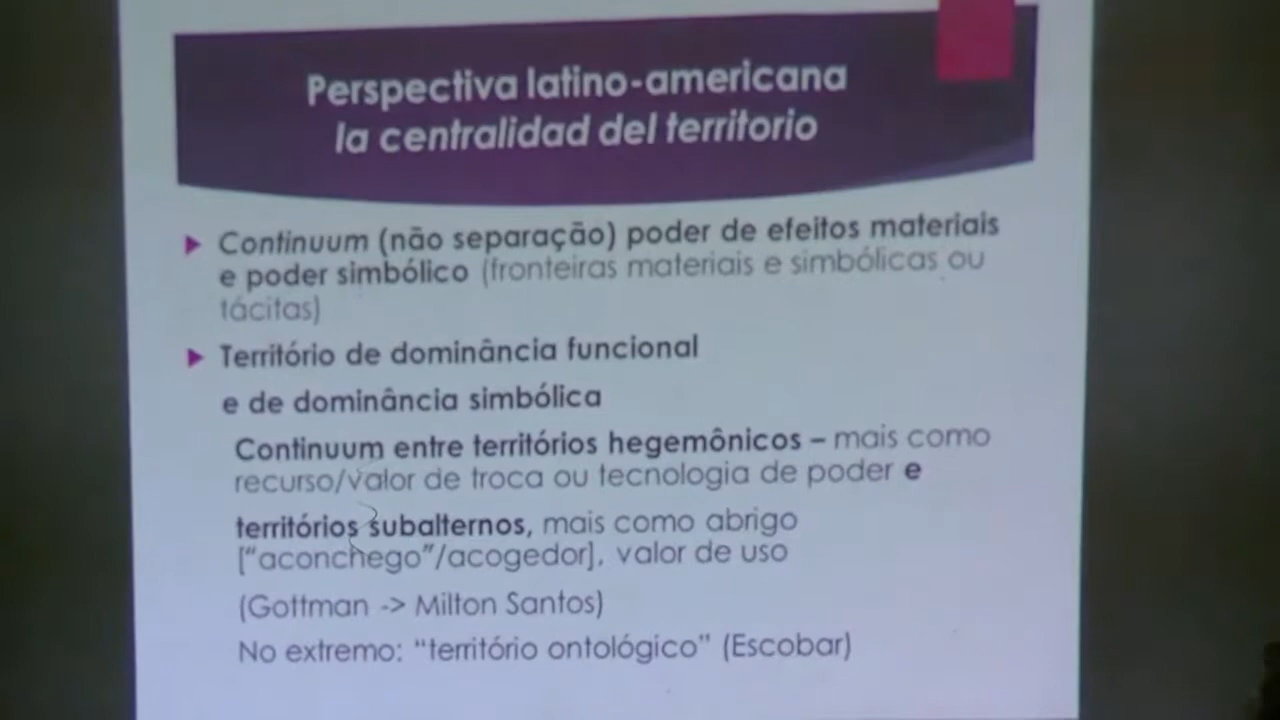 Perspectiva latino-americana
la centralidad del territorio
Continuum (não separação) poder de efeitos materiais
e poder simbólico (fronteiras materiais e simbólicas ou
tácitas)
Território de dominância funcional
e de dominância simbólica
Continuum entre territórios hegemônicos – mais como
recurso/valor de troca ou tecnologia de poder e
territórios subalternos, mais como abrigo
["aconchego"/acogedor], valor de uso
(Gottman -> Milton Santos)
No extremo: "território ontológico" (Escobar)